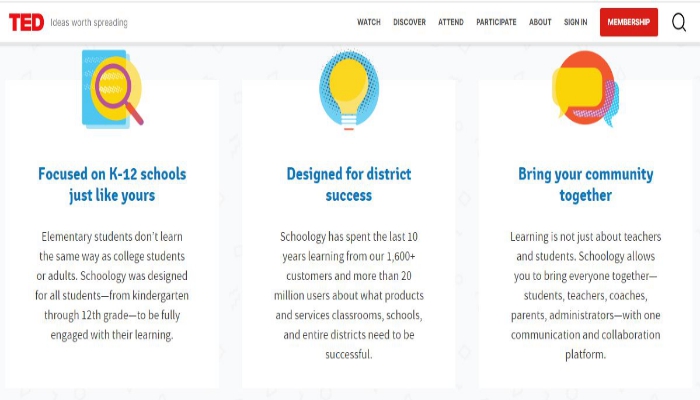 TED Ideas worth spreading WATCH DISCOVER ATTEND PARTICIPATE ABOUT SIGN IN MEMBERSHIP
Focused on K-12 schools
just like yours
Elementary students don't learn
the same way as college students
or adults. Schoology was designed
for all students—from kindergarten
through 12th grade—to be fully
engaged with their learning.
Designed for district
success
Schoology has spent the last 10
years learning from our 1,600+
customers and more than 20
million users about what products
and services classrooms, schools,
and entire districts need to be
successful.
Bring your community
together
Learning is not just about teachers
and students. Schoology allows
you to bring everyone together—
students, teachers, coaches,
parents, administrators—with one
communication and collaboration
platform.